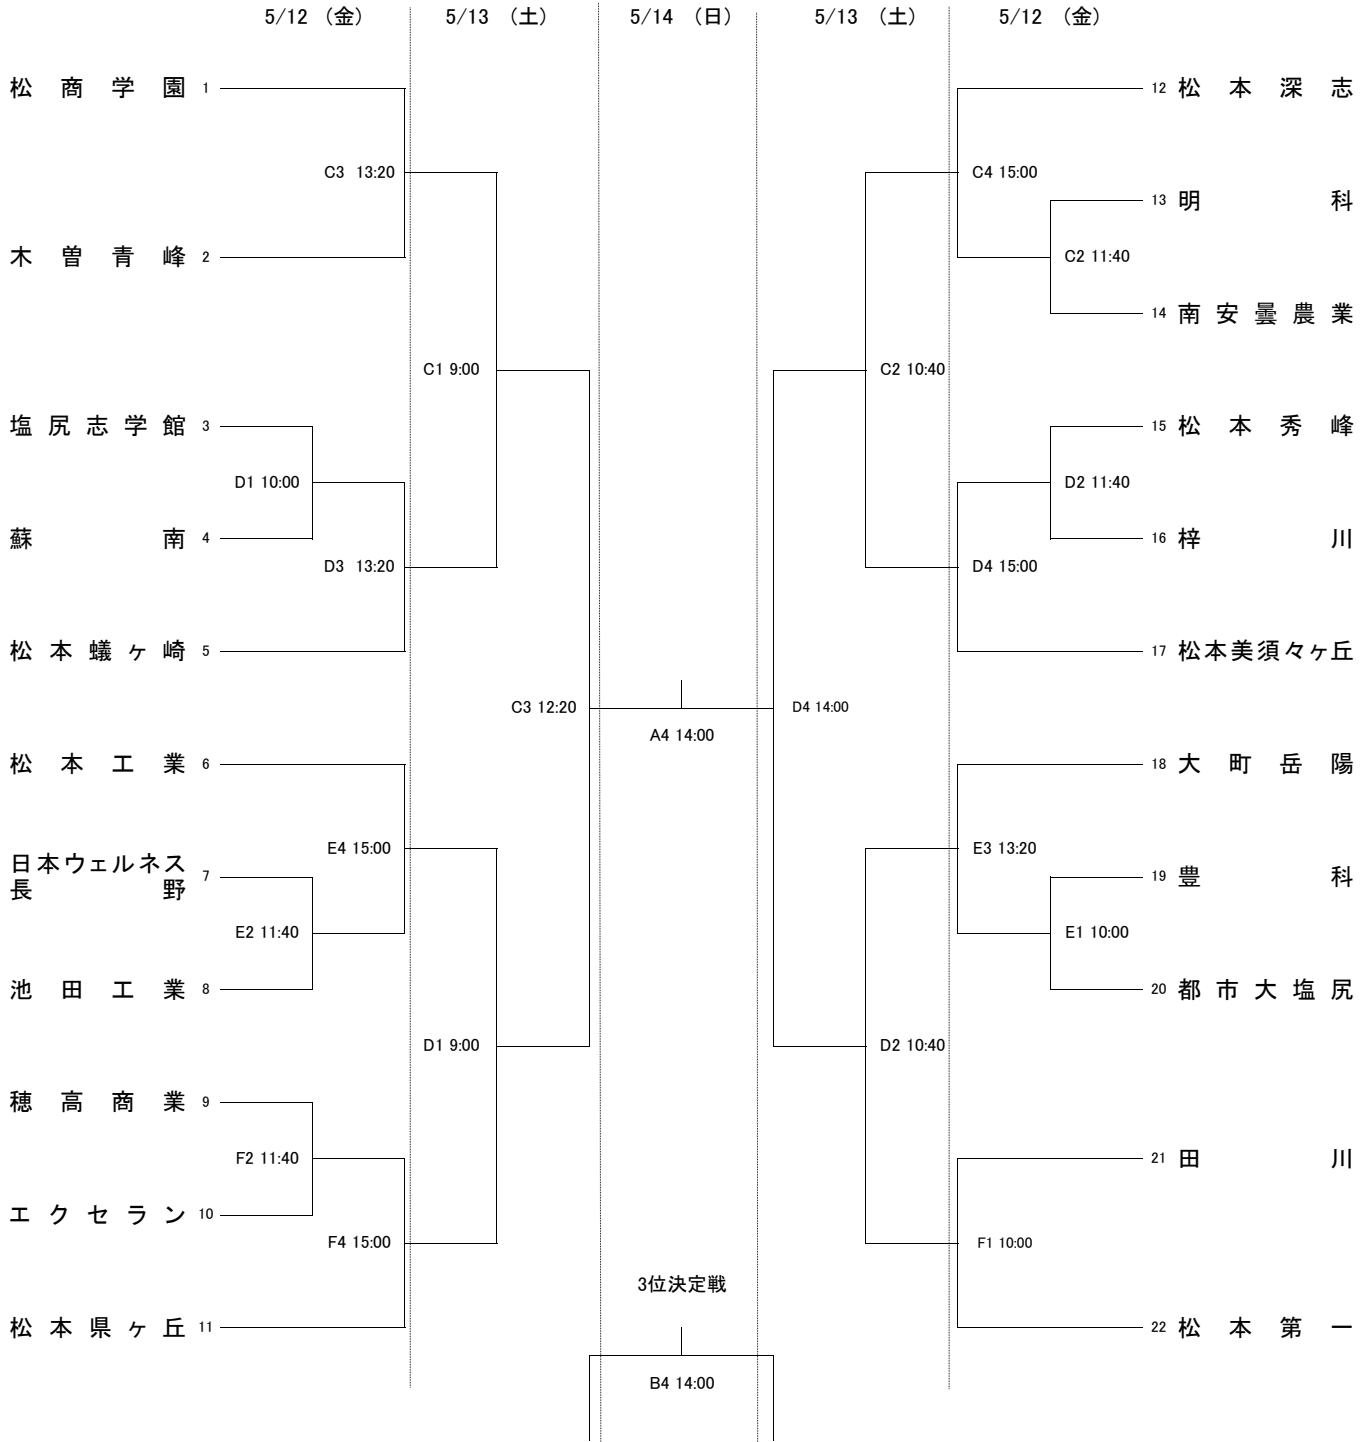 5/12 （金） 5/13 （土） 5/14 （日） 5/13 （土） 5/12 （金）
松商学園 1
12 松本深志
C3 13:20
C4 15:00
13 明科
木曽青峰 2
C2 11:40
14 南安曇農業
C1 9:00
C2 10:40
塩尻志学館 3
15 松本秀峰
D1 10:00
D2 11:40
蘇南 4
16 梓川
D3 13:20
D4 15:00
松本蟻ヶ崎 5
17 松本美須々ヶ丘
C3 12:20
D4 14:00
A4 14:00
松本工業 6
18 大町岳陽
E4 15:00
E3 13:20
日本ウェルネス
長野 7
19 豊科
E2 11:40
E1 10:00
池田工業 8
20 都市大塩尻
D1 9:00
D2 10:40
穂高商業 9
F2 11:40
21 田川
エクセラン 10
F4 15:00
F1 10:00
3位決定戦
松本県ヶ丘 11
22 松本第一
B4 14:00